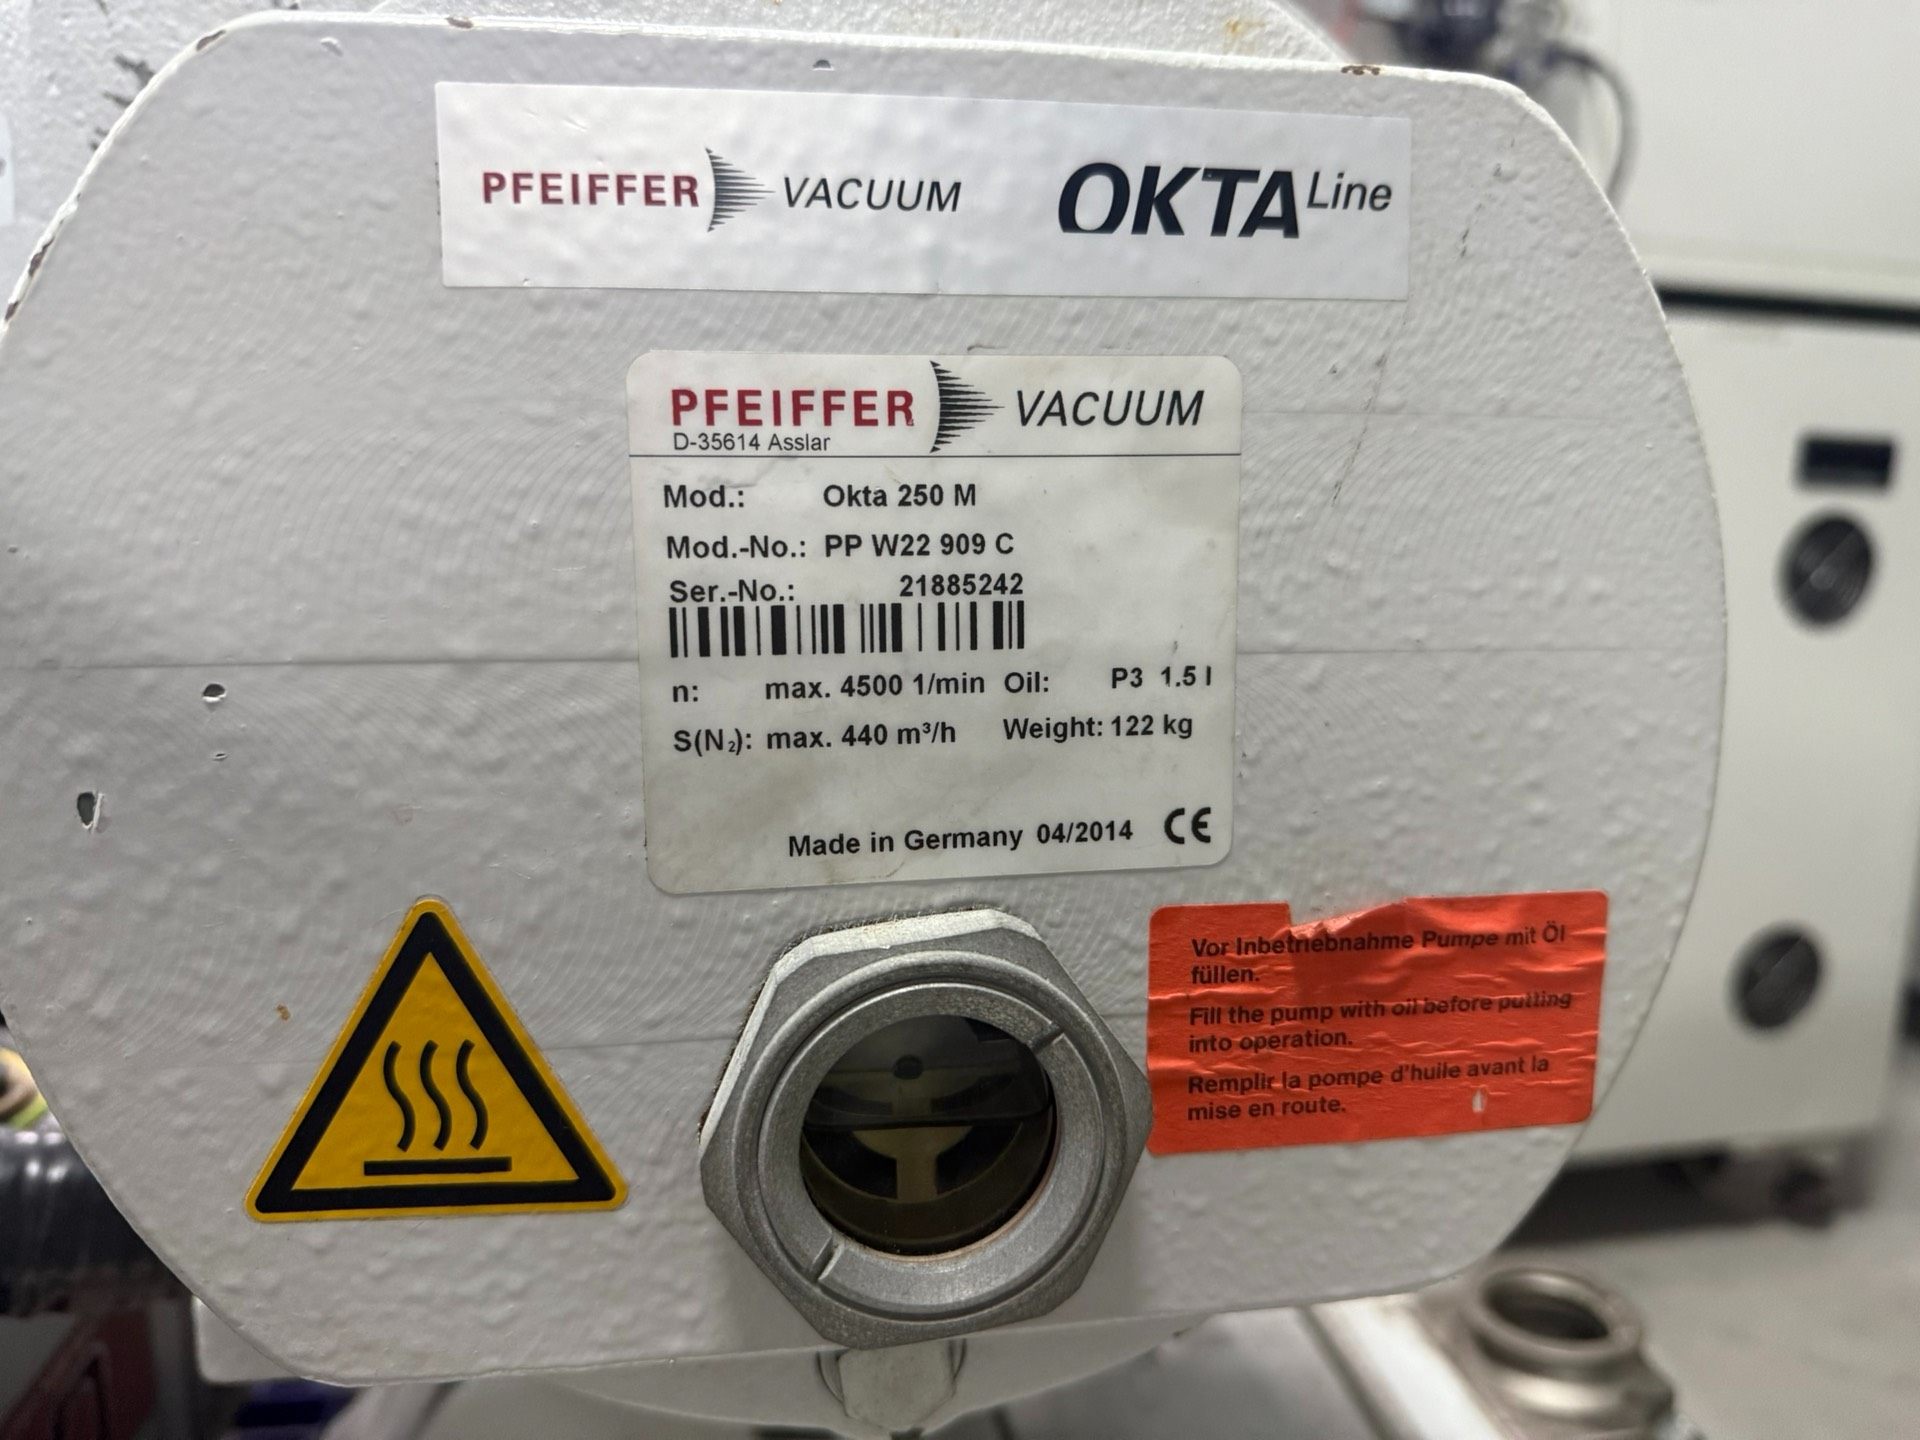 PFEIFFER VACUUM OKTA Line
PFEIFFER VACUUM
D-35614 Asslar
Mod.: Okta 250 M
Mod.-No.: PP W22 909 C
Ser.-No.: 21885242
n: max. 4500 1/min Oil: P3 1.5 l
S(N₂): max. 440 m³/h Weight: 122 kg
Made in Germany 04/2014 CE
Vor Inbetriebnahme Pumpe mit Öl
füllen.
Fill the pump with oil before putting
into operation.
Remplir la pompe d'huile avant la
mise en route.